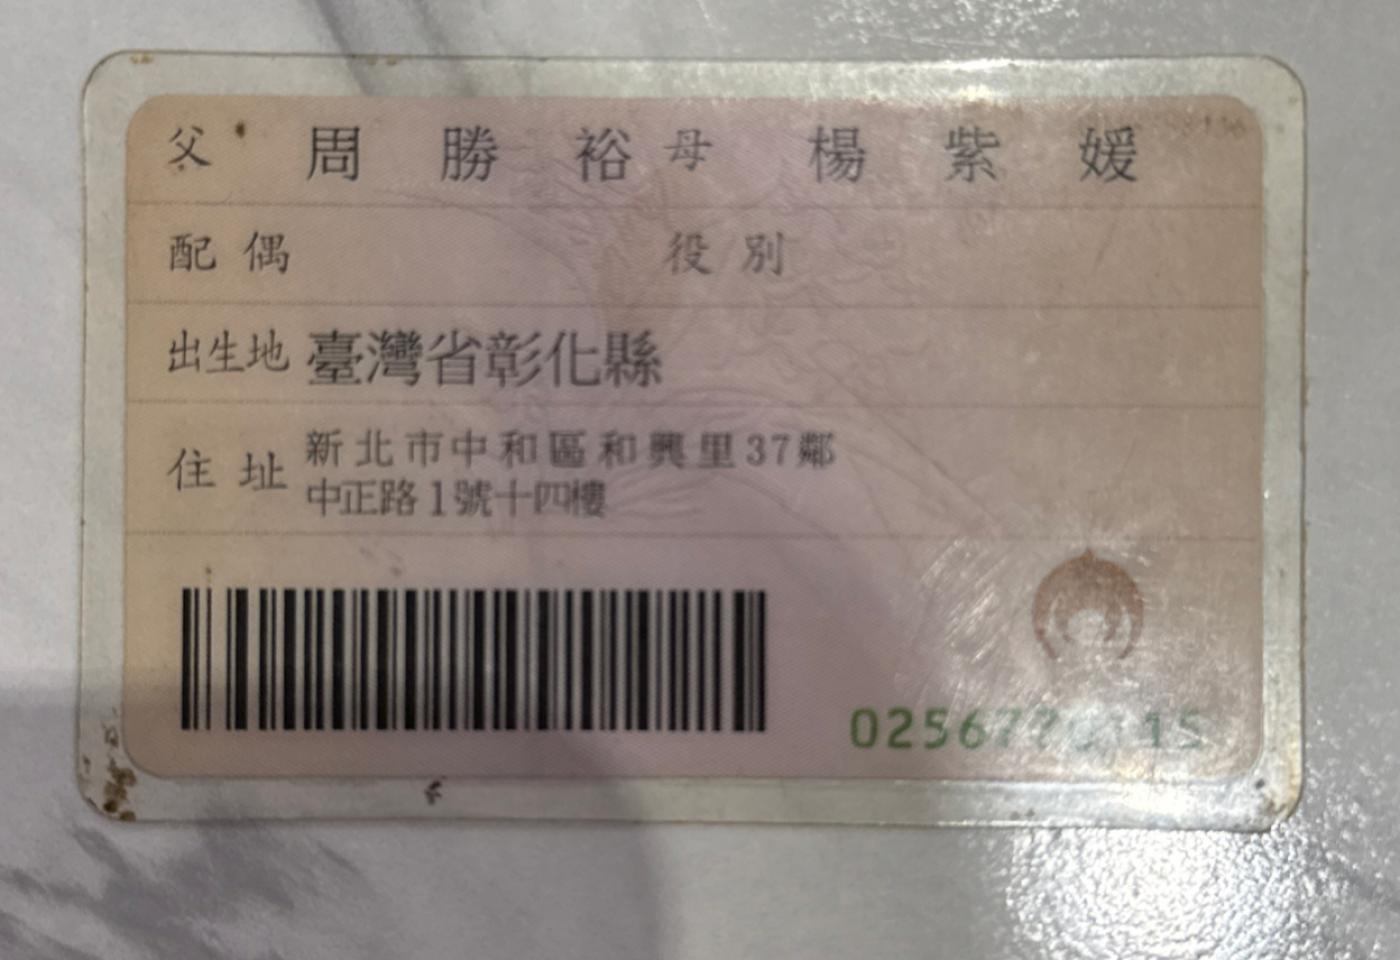 父 周勝裕 母 楊紫媛
配偶 役別
出生地 臺灣省彰化縣
住址 新北市中和區和興里37鄰
中正路1號十四樓